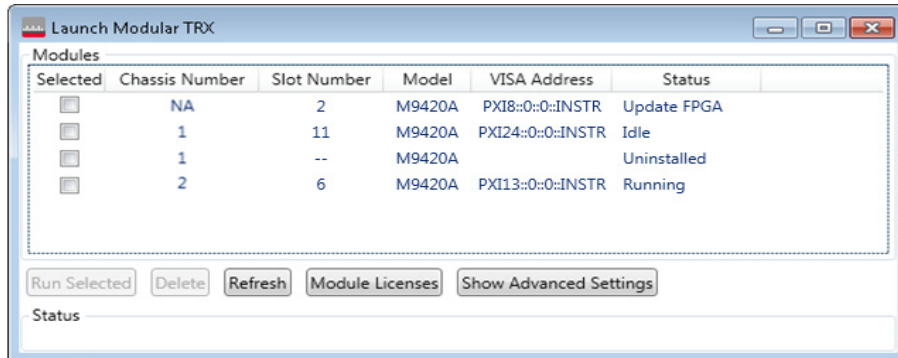 Launch Modular TRX
Modules
Selected Chassis Number Slot Number Model VISA Address Status
NA 2 M9420A PXI8::0::0::INSTR Update FPGA
1 11 M9420A PXI24::0::0::INSTR Idle
1 -- M9420A Uninstalled
2 6 M9420A PXI13::0::0::INSTR Running
Run Selected Delete Refresh Module Licenses Show Advanced Settings
Status